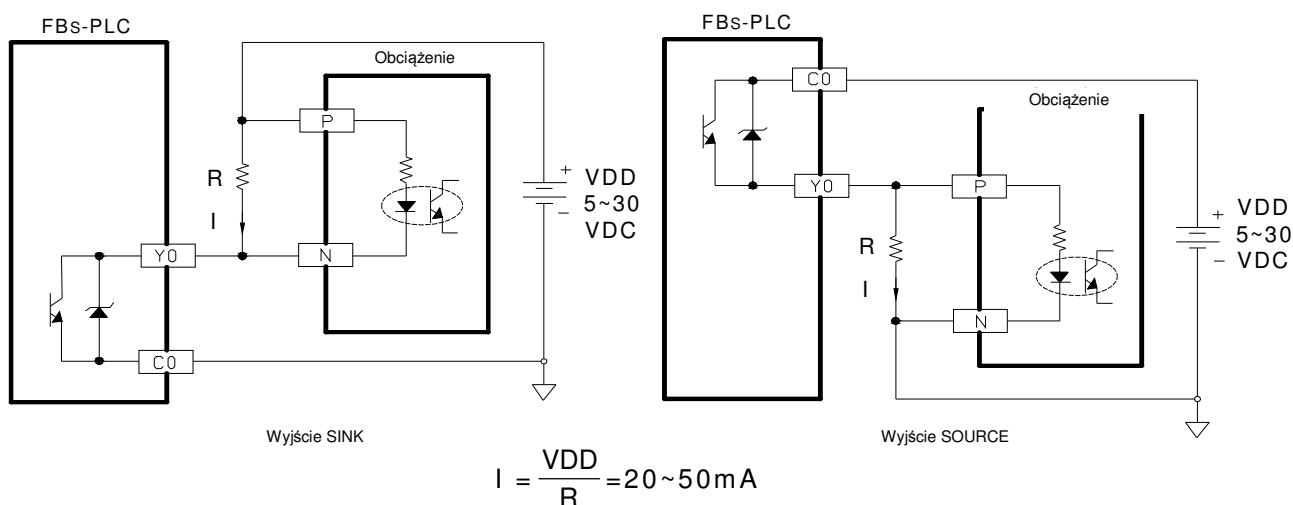 FBs-PLC
Obciążenie
P
R
I
N
Y0
C0
+
VDD
5~30
–
VDC
Wyjście SINK
FBs-PLC
C0
Obciążenie
Y0
P
R
I
N
+
VDD
5~30
– VDC
Wyjście SOURCE
I = VDD/R = 20~50mA